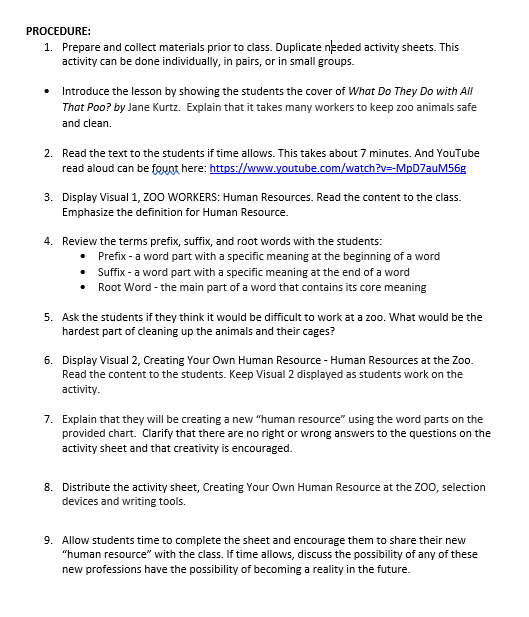 PROCEDURE:
1. Prepare and collect materials prior to class. Duplicate needed activity sheets. This
activity can be done individually, in pairs, or in small groups.
• Introduce the lesson by showing the students the cover of What Do They Do with All
That Poo? by Jane Kurtz. Explain that it takes many workers to keep zoo animals safe
and clean.
2. Read the text to the students if time allows. This takes about 7 minutes. And YouTube
read aloud can be fount here: https://www.youtube.com/watch?v=-MpD7auM56g
3. Display Visual 1, ZOO WORKERS: Human Resources. Read the content to the class.
Emphasize the definition for Human Resource.
4. Review the terms prefix, suffix, and root words with the students:
• Prefix - a word part with a specific meaning at the beginning of a word
• Suffix - a word part with a specific meaning at the end of a word
• Root Word - the main part of a word that contains its core meaning
5. Ask the students if they think it would be difficult to work at a zoo. What would be the
hardest part of cleaning up the animals and their cages?
6. Display Visual 2, Creating Your Own Human Resource - Human Resources at the Zoo.
Read the content to the students. Keep Visual 2 displayed as students work on the
activity.
7. Explain that they will be creating a new “human resource” using the word parts on the
provided chart. Clarify that there are no right or wrong answers to the questions on the
activity sheet and that creativity is encouraged.
8. Distribute the activity sheet, Creating Your Own Human Resource at the ZOO, selection
devices and writing tools.
9. Allow students time to complete the sheet and encourage them to share their new
“human resource” with the class. If time allows, discuss the possibility of any of these
new professions have the possibility of becoming a reality in the future.